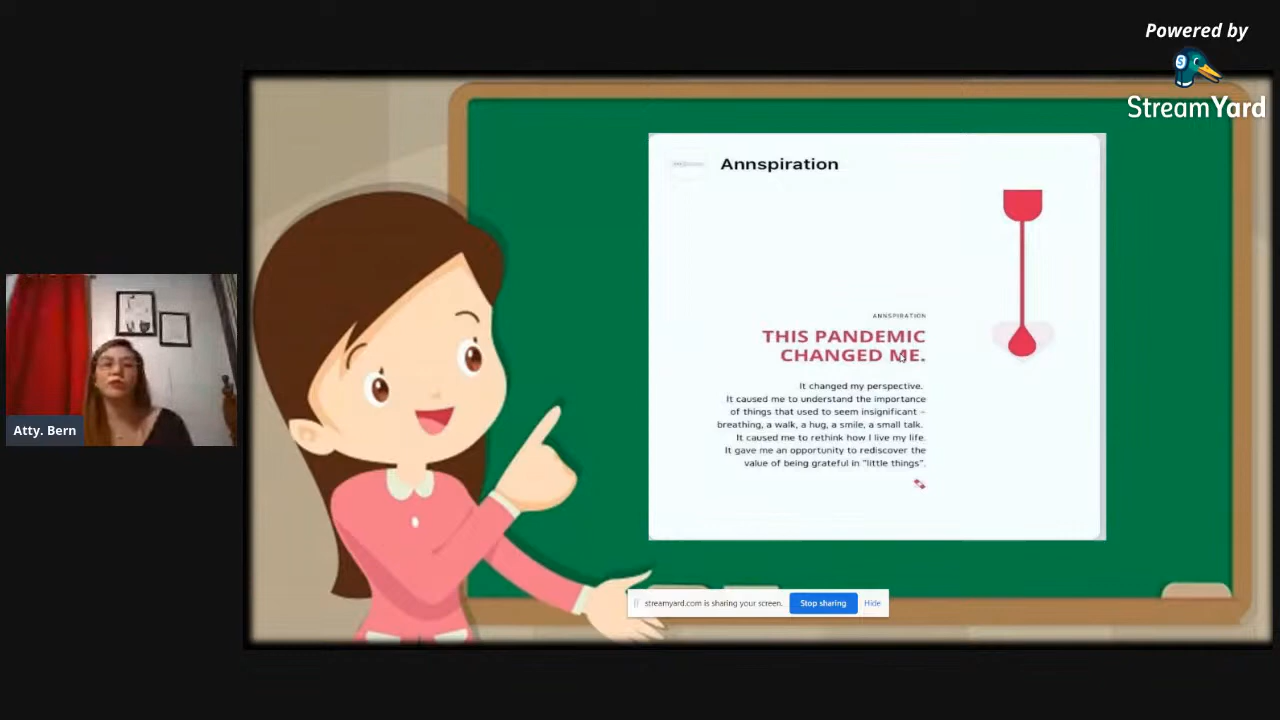 Powered by
StreamYard
Annspiration
ANNSPIRATION
THIS PANDEMIC
CHANGED ME.
It changed my perspective.
It caused me to understand the importance
of things that used to seem insignificant –
breathing, a walk, a hug, a smile, a small talk.
It caused me to rethink how I live my life.
It gave me an opportunity to rediscover the
value of being grateful in "little things".
Atty. Bern
streamyard.com is sharing your screen.
Stop sharing
Hide